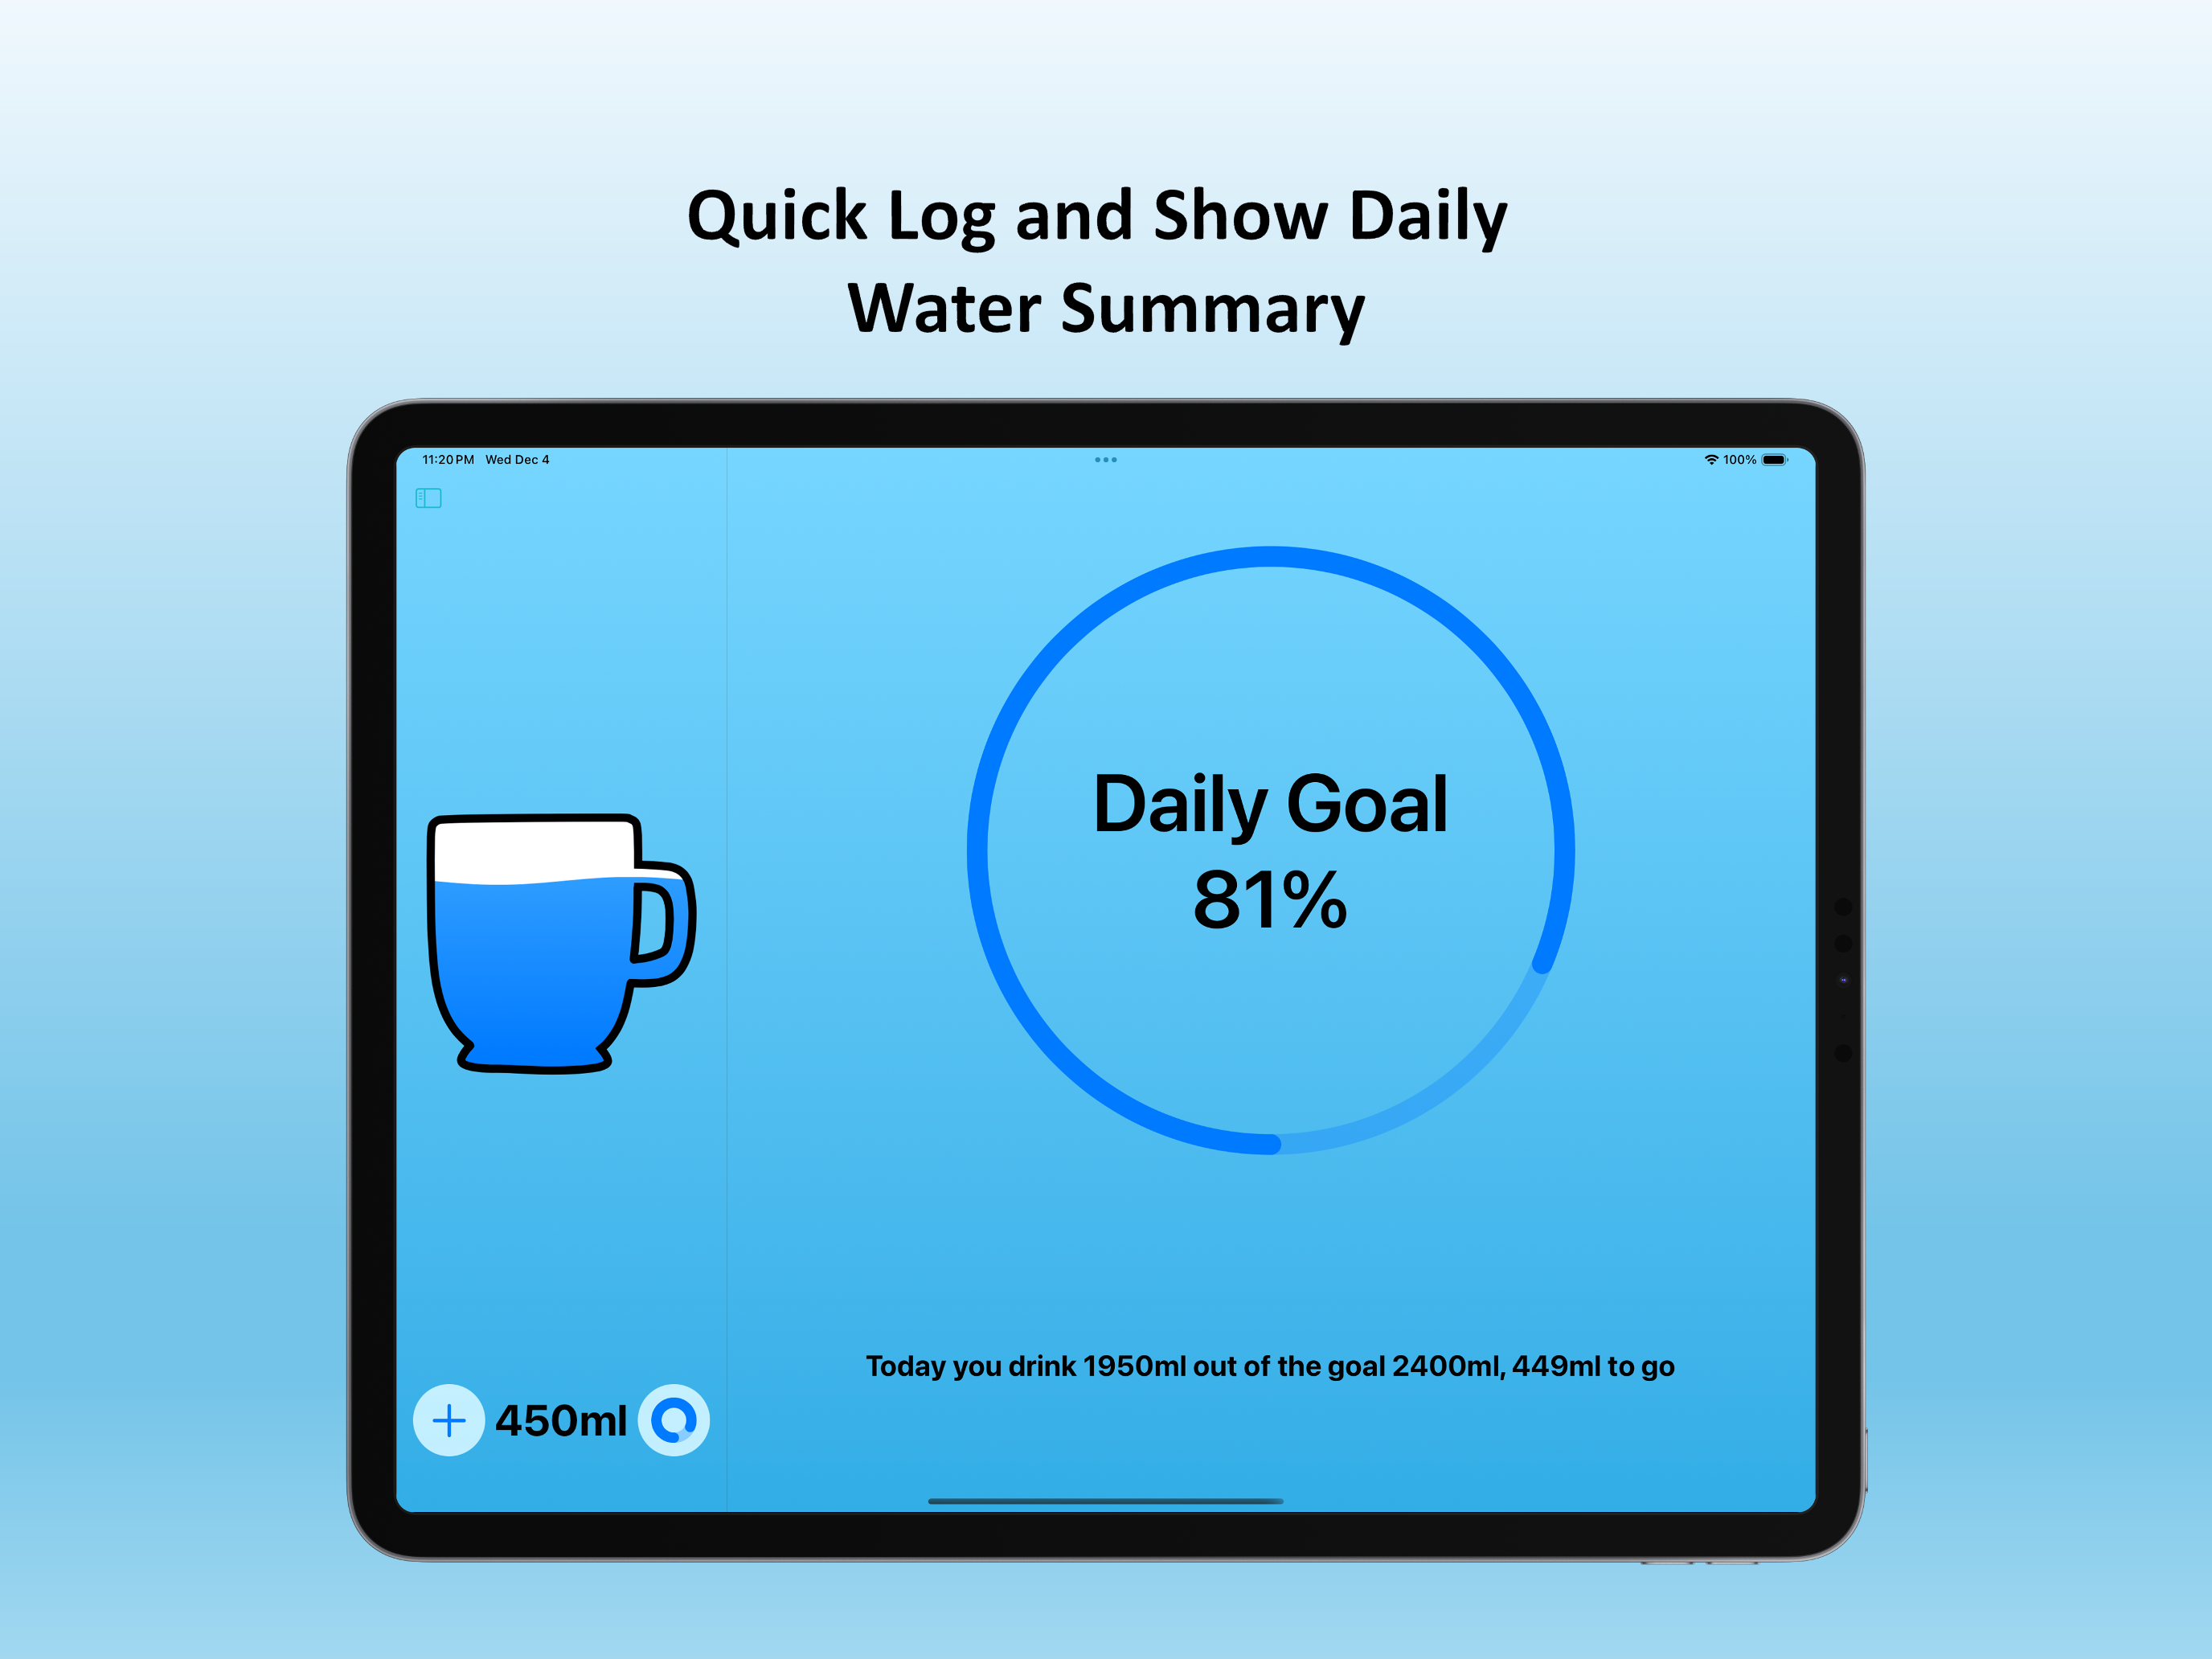 Quick Log and Show Daily
Water Summary
11:20 PM Wed Dec 4
100%
Daily Goal
81%
Today you drink 1950ml out of the goal 2400ml, 449ml to go
450ml